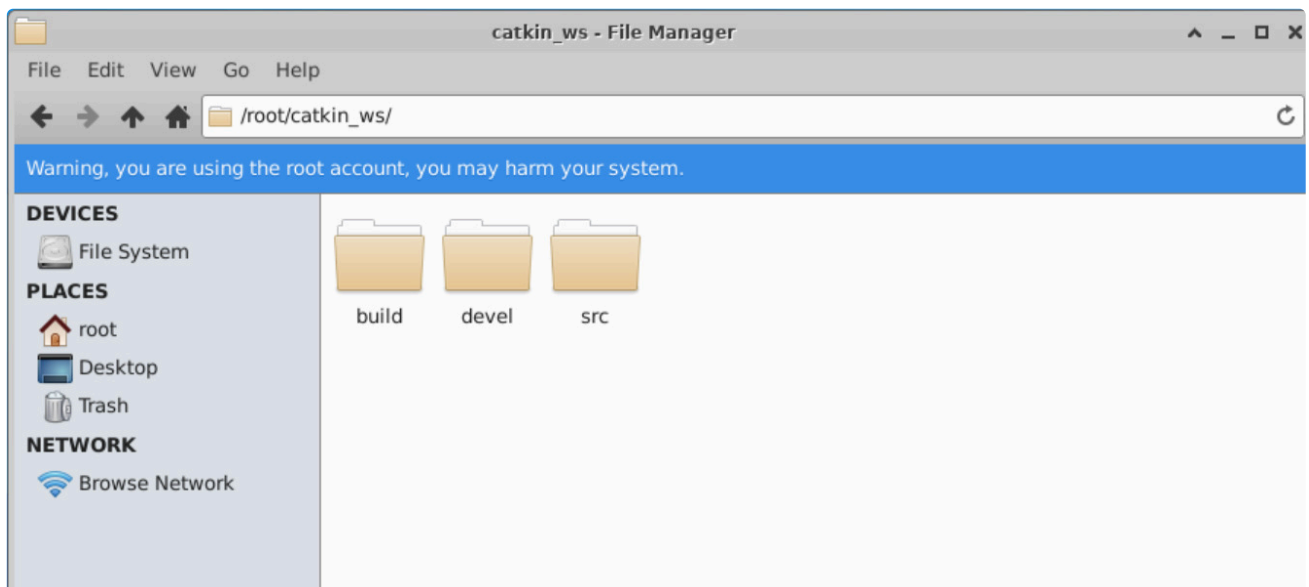 catkin_ws - File Manager
File Edit View Go Help
/root/catkin_ws/
Warning, you are using the root account, you may harm your system.
DEVICES
File System
PLACES
root
Desktop
Trash
NETWORK
Browse Network
build devel src